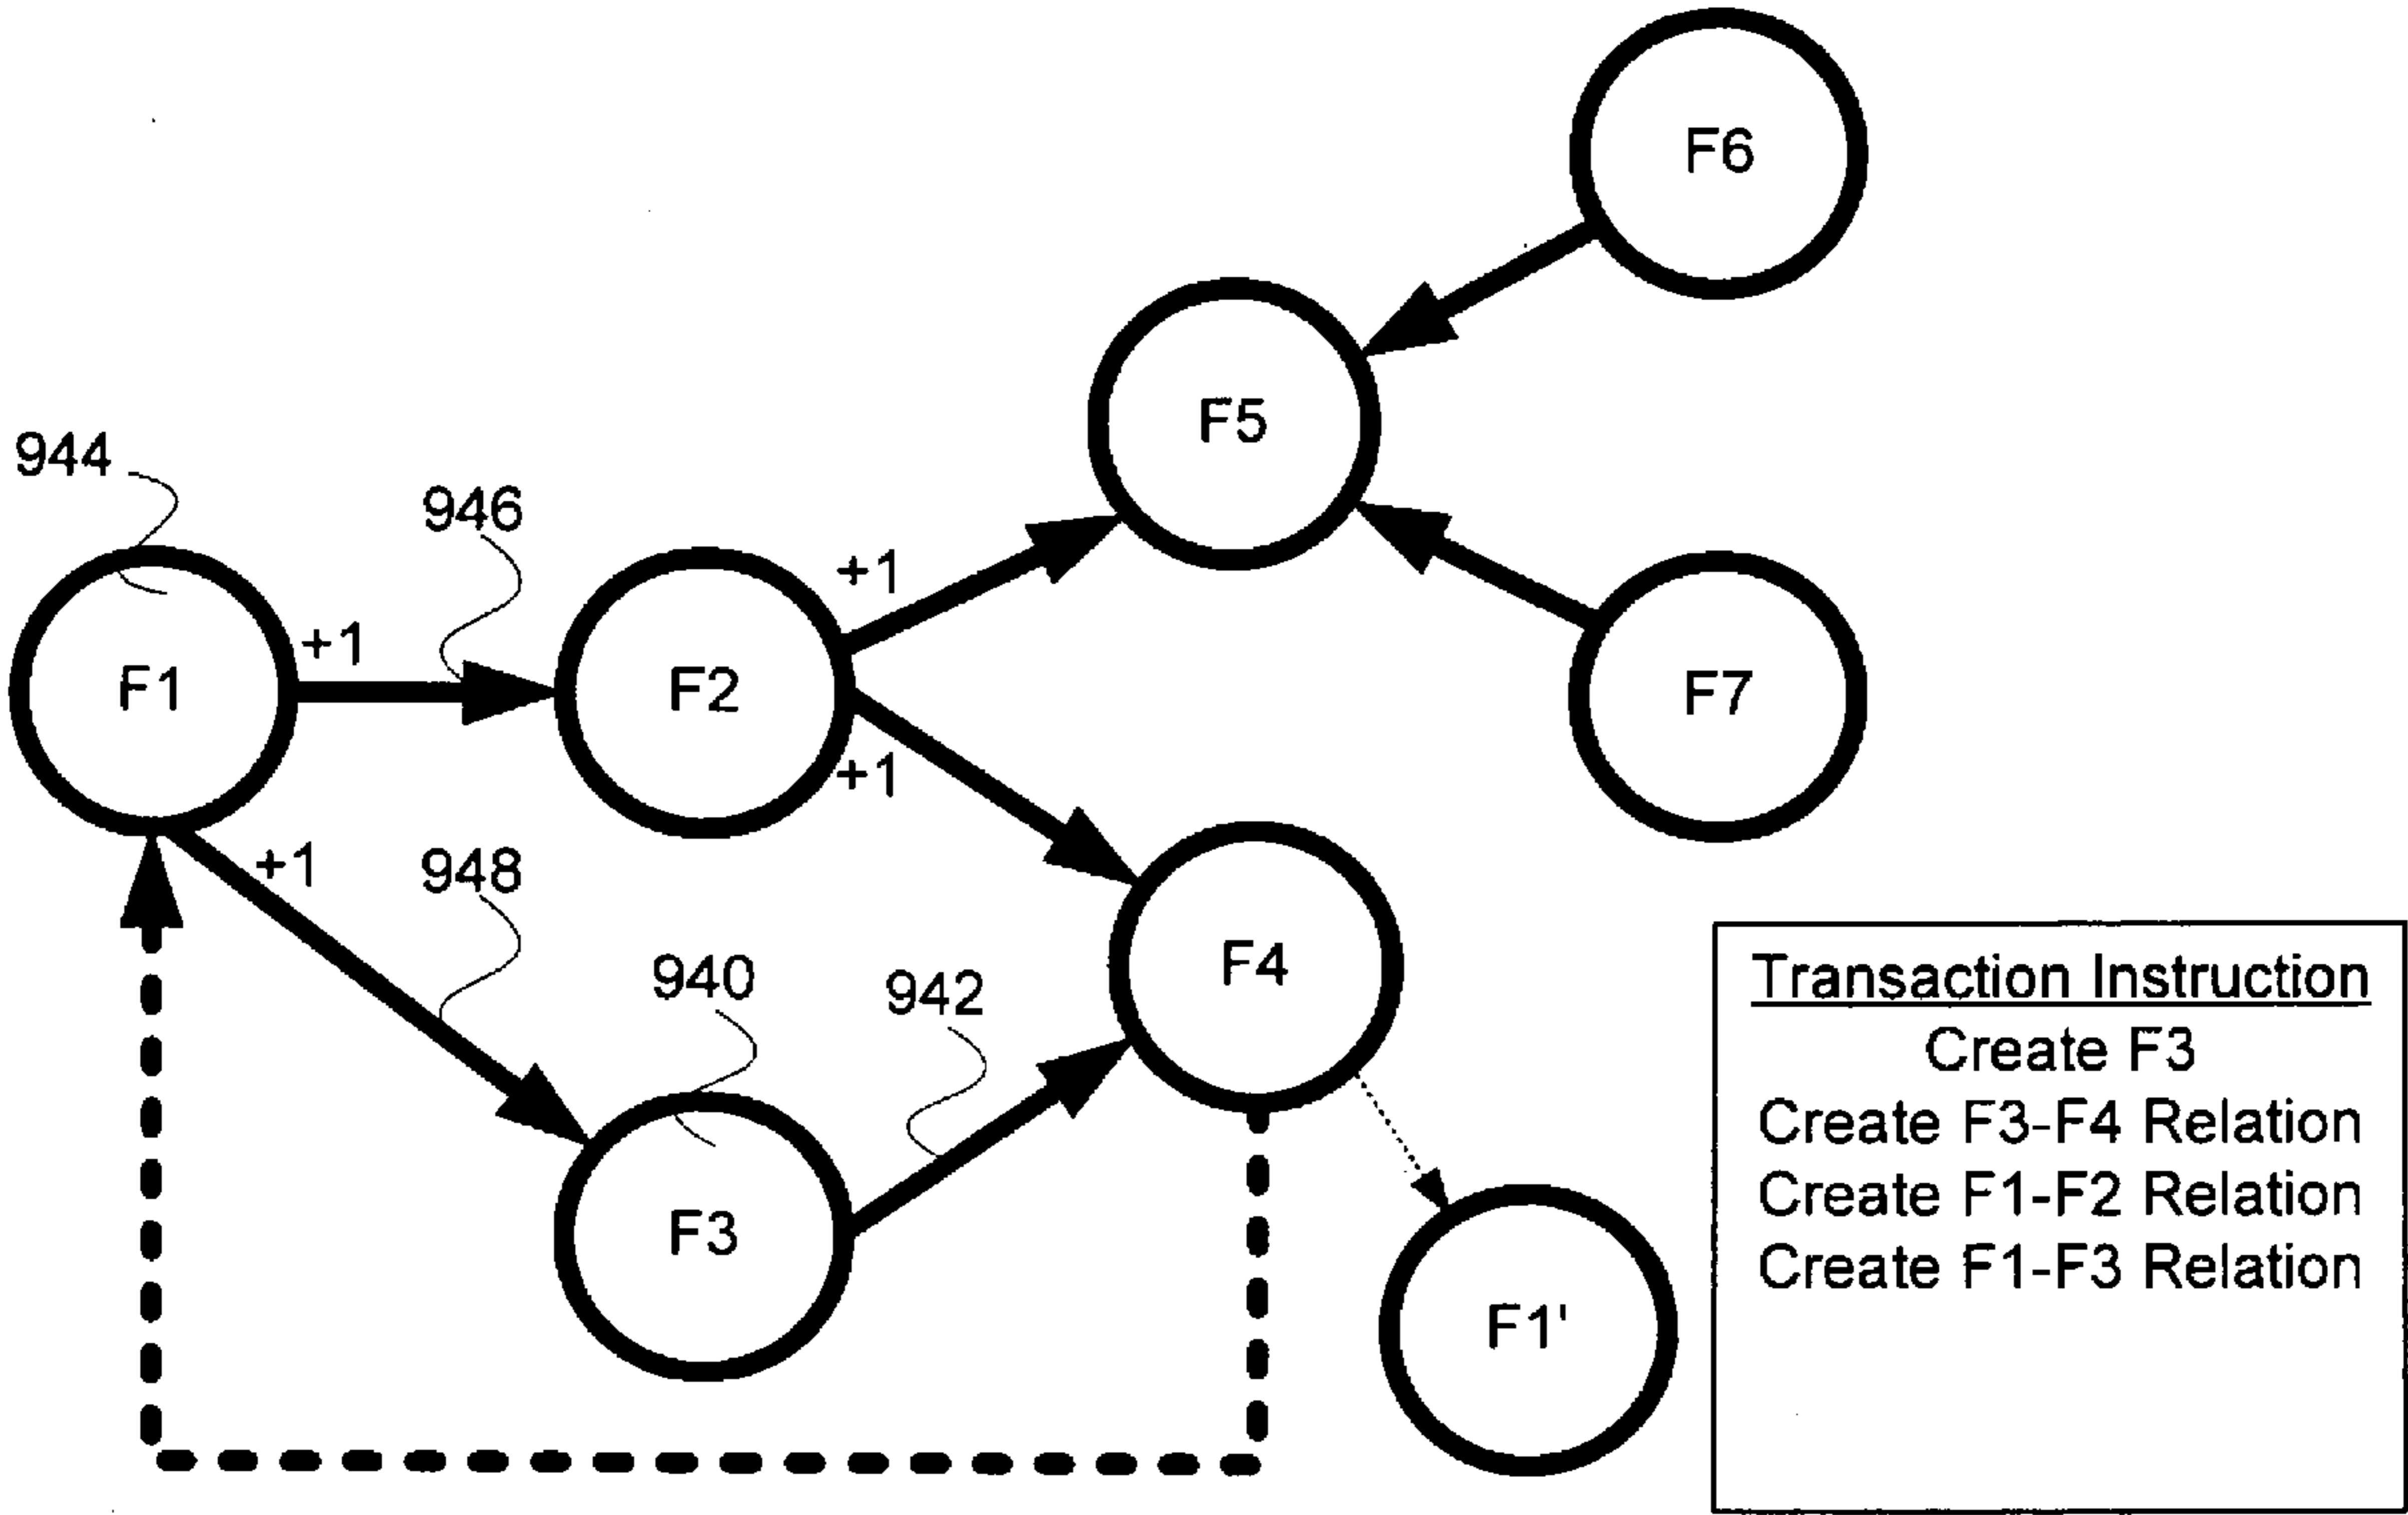 F6
F5
944
946
+1
+1
F1
F2
F7
+1
+1
948
940
942
F4
F3
F1'
Transaction Instruction
Create F3
Create F3-F4 Relation
Create F1-F2 Relation
Create F1-F3 Relation